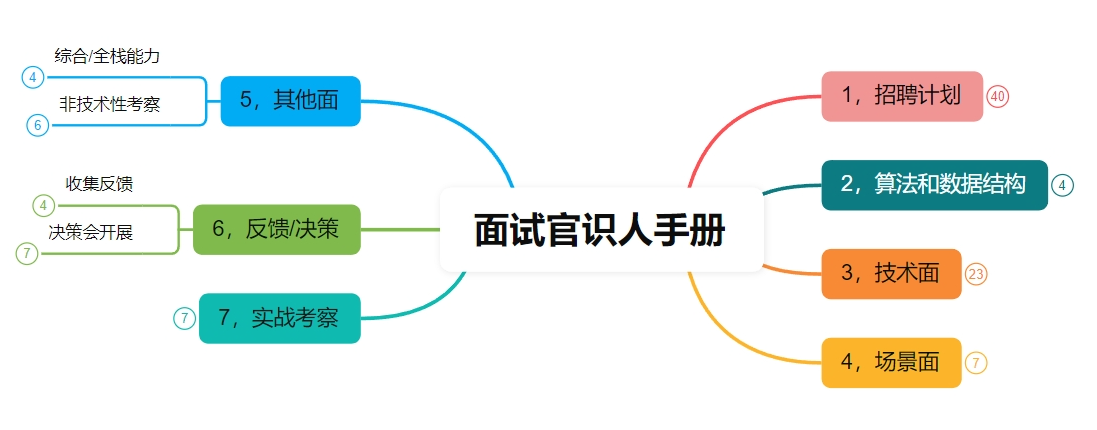 面试官识人手册
1，招聘计划
40
2，算法和数据结构
4
3，技术面
23
4，场景面
7
5，其他面
综合/全栈能力
4
非技术性考察
6
6，反馈/决策
收集反馈
4
决策会开展
7
7，实战考察
7